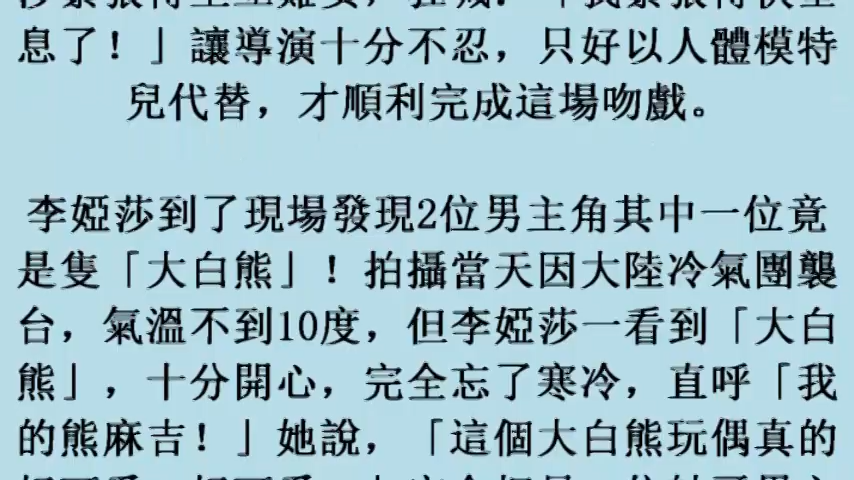 息了！」讓導演十分不忍，只好以人體模特
兒代替，才順利完成這場吻戲。
李婭莎到了現場發現2位男主角其中一位竟
是隻「大白熊」！拍攝當天因大陸冷氣團襲
台，氣溫不到10度，但李婭莎一看到「大白
熊」，十分開心，完全忘了寒冷，直呼「我
的熊麻吉！」她說，「這個大白熊玩偶真的